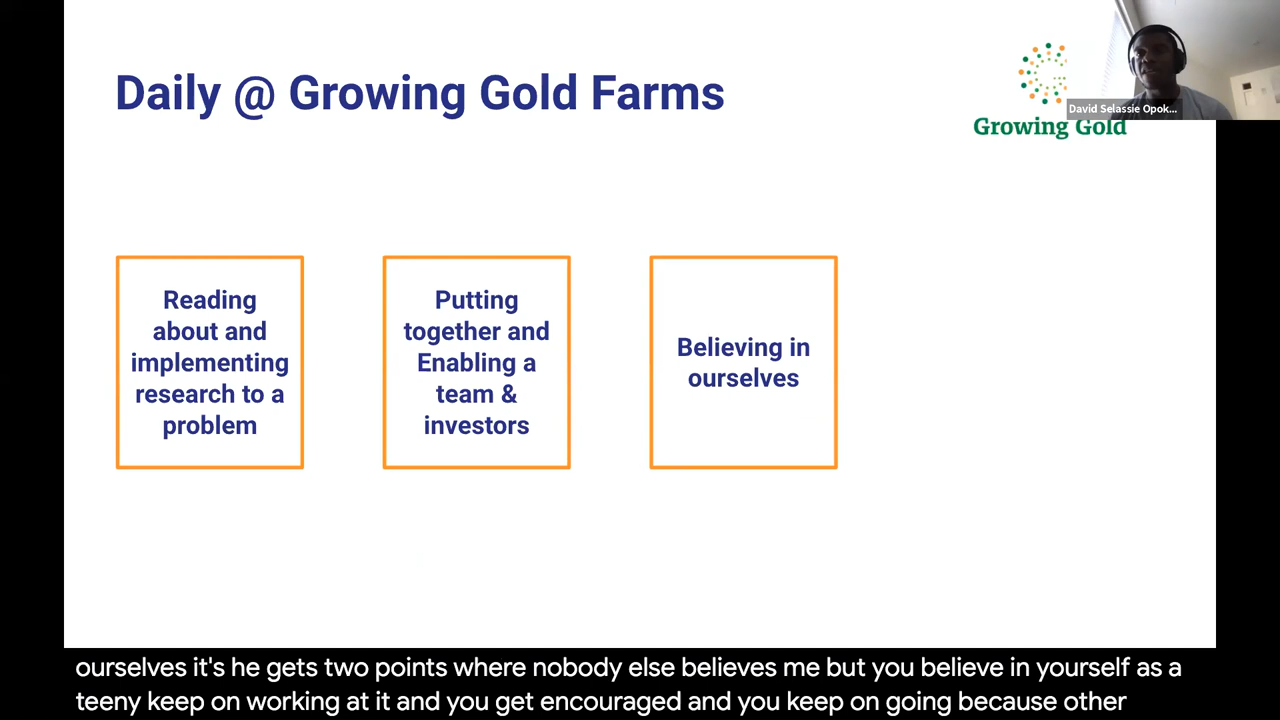 Daily @ Growing Gold Farms
Growing Gold
David Selassie Opok...
Reading
about and
implementing
research to a
problem
Putting
together and
Enabling a
team &
investors
Believing in
ourselves
ourselves it's he gets two points where nobody else believes me but you believe in yourself as a
teeny keep on working at it and you get encouraged and you keep on going because other